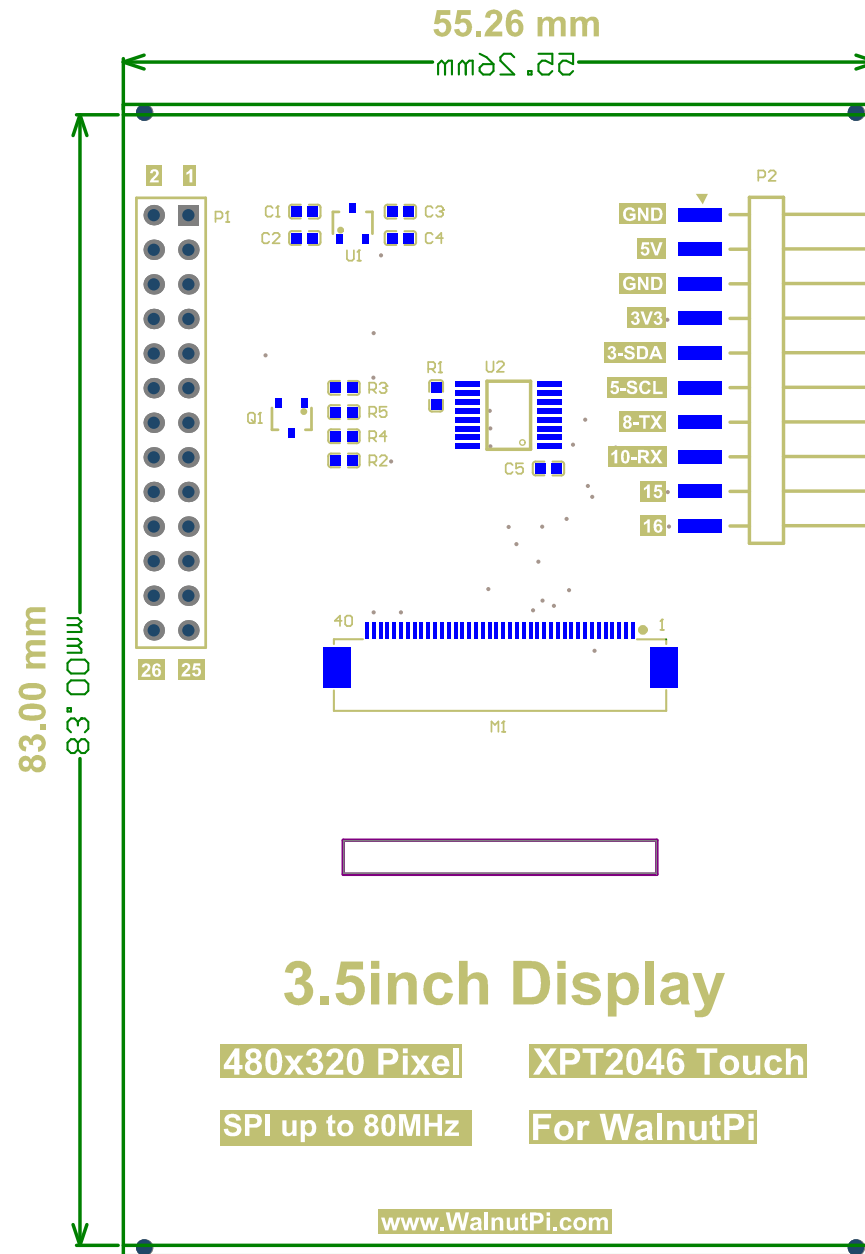 55.26 mm
55.26mm
2 1
P1
P2
C1 C3
C2 C4
U1
GND
5V
GND
3V3
3-SDA
5-SCL
8-TX
10-RX
15
16
R1 U2
R3
R5
R4
R2
Q1
C5
40 1
M1
26 25
83.00 mm
83.00mm
3.5inch Display
480x320 Pixel XPT2046 Touch
SPI up to 80MHz For WalnutPi
www.WalnutPi.com